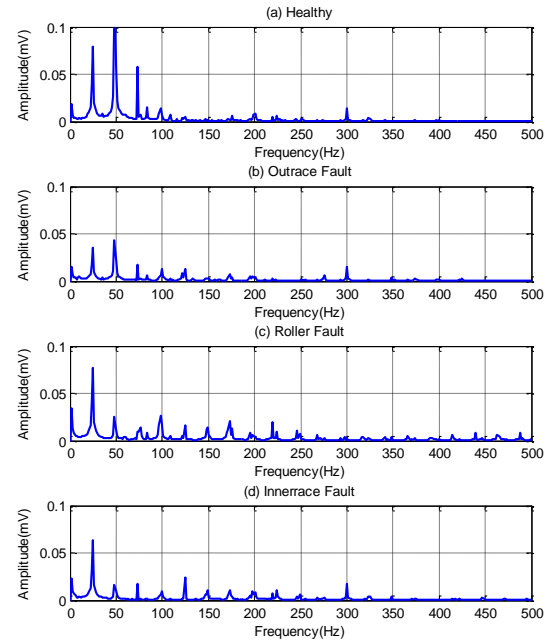 (a) Healthy
0.1
0.05
0
Amplitude(mV)
0 50 100 150 200 250 300 350 400 450 500
Frequency(Hz)
(b) Outrace Fault
0.1
0.05
0
Amplitude(mV)
0 50 100 150 200 250 300 350 400 450 500
Frequency(Hz)
(c) Roller Fault
0.1
0.05
0
Amplitude(mV)
0 50 100 150 200 250 300 350 400 450 500
Frequency(Hz)
(d) Innerrace Fault
0.1
0.05
0
Amplitude(mV)
0 50 100 150 200 250 300 350 400 450 500
Frequency(Hz)